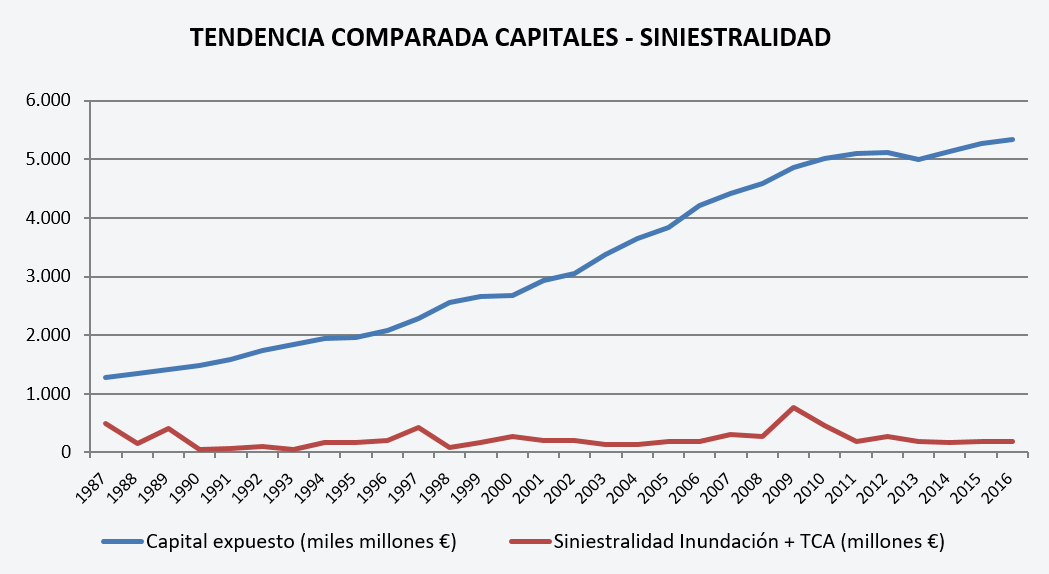 TENDENCIA COMPARADA CAPITALES - SINIESTRALIDAD
6.000
5.000
4.000
3.000
2.000
1.000
0
1987 1988 1989 1990 1991 1992 1993 1994 1995 1996 1997 1998 1999 2000 2001 2002 2003 2004 2005 2006 2007 2008 2009 2010 2011 2012 2013 2014 2015 2016
Capital expuesto (miles millones €) Siniestralidad Inundación + TCA (millones €)